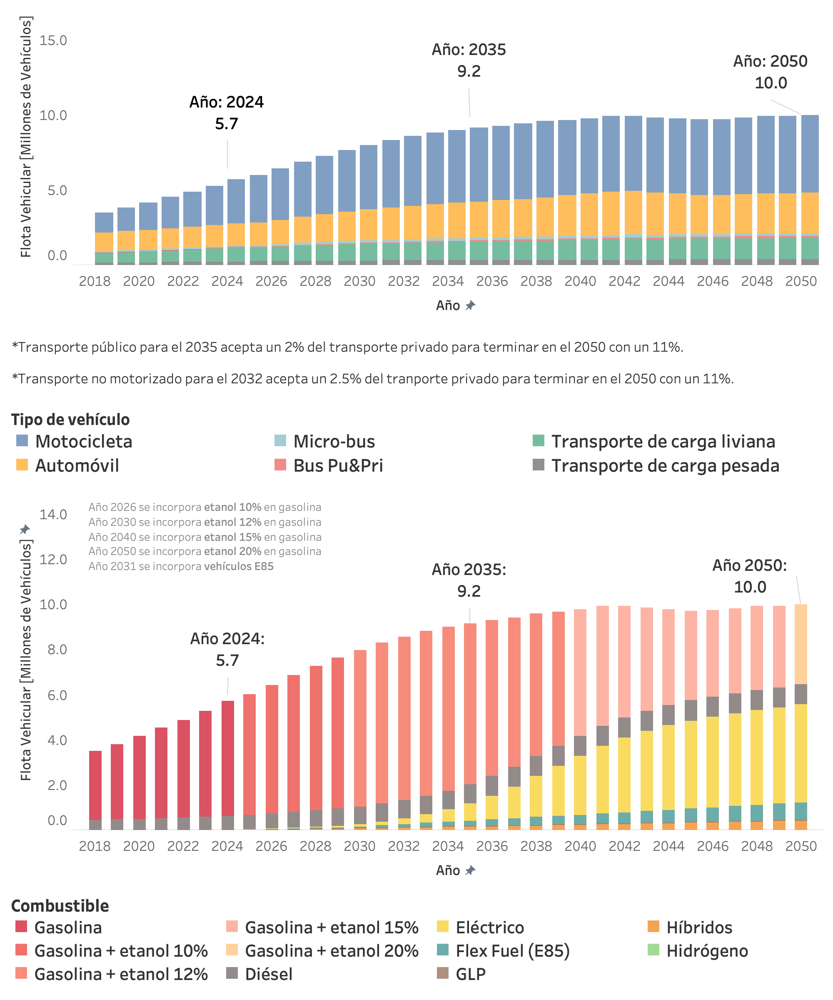 Flota Vehicular [Millones de Vehículos]
15.0
10.0
5.0
0.0
Año: 2024
5.7
Año: 2035
9.2
Año: 2050
10.0
2018 2020 2022 2024 2026 2028 2030 2032 2034 2036 2038 2040 2042 2044 2046 2048 2050
Año
*Transporte público para el 2035 acepta un 2% del transporte privado para terminar en el 2050 con un 11%.
*Transporte no motorizado para el 2032 acepta un 2.5% del tranporte privado para terminar en el 2050 con un 11%.
Tipo de vehículo
Motocicleta Micro-bus Transporte de carga liviana
Automóvil Bus Pu&Pri Transporte de carga pesada
Flota Vehicular [Millones de Vehículos]
14.0
12.0
10.0
8.0
6.0
4.0
2.0
0.0
Año 2026 se incorpora etanol 10% en gasolina
Año 2030 se incorpora etanol 12% en gasolina
Año 2040 se incorpora etanol 15% en gasolina
Año 2050 se incorpora etanol 20% en gasolina
Año 2031 se incorpora vehículos E85
Año 2024:
5.7
Año 2035:
9.2
Año 2050:
10.0
2018 2020 2022 2024 2026 2028 2030 2032 2034 2036 2038 2040 2042 2044 2046 2048 2050
Año
Combustible
Gasolina Gasolina + etanol 15% Eléctrico Híbridos
Gasolina + etanol 10% Gasolina + etanol 20% Flex Fuel (E85) Hidrógeno
Gasolina + etanol 12% Diésel GLP